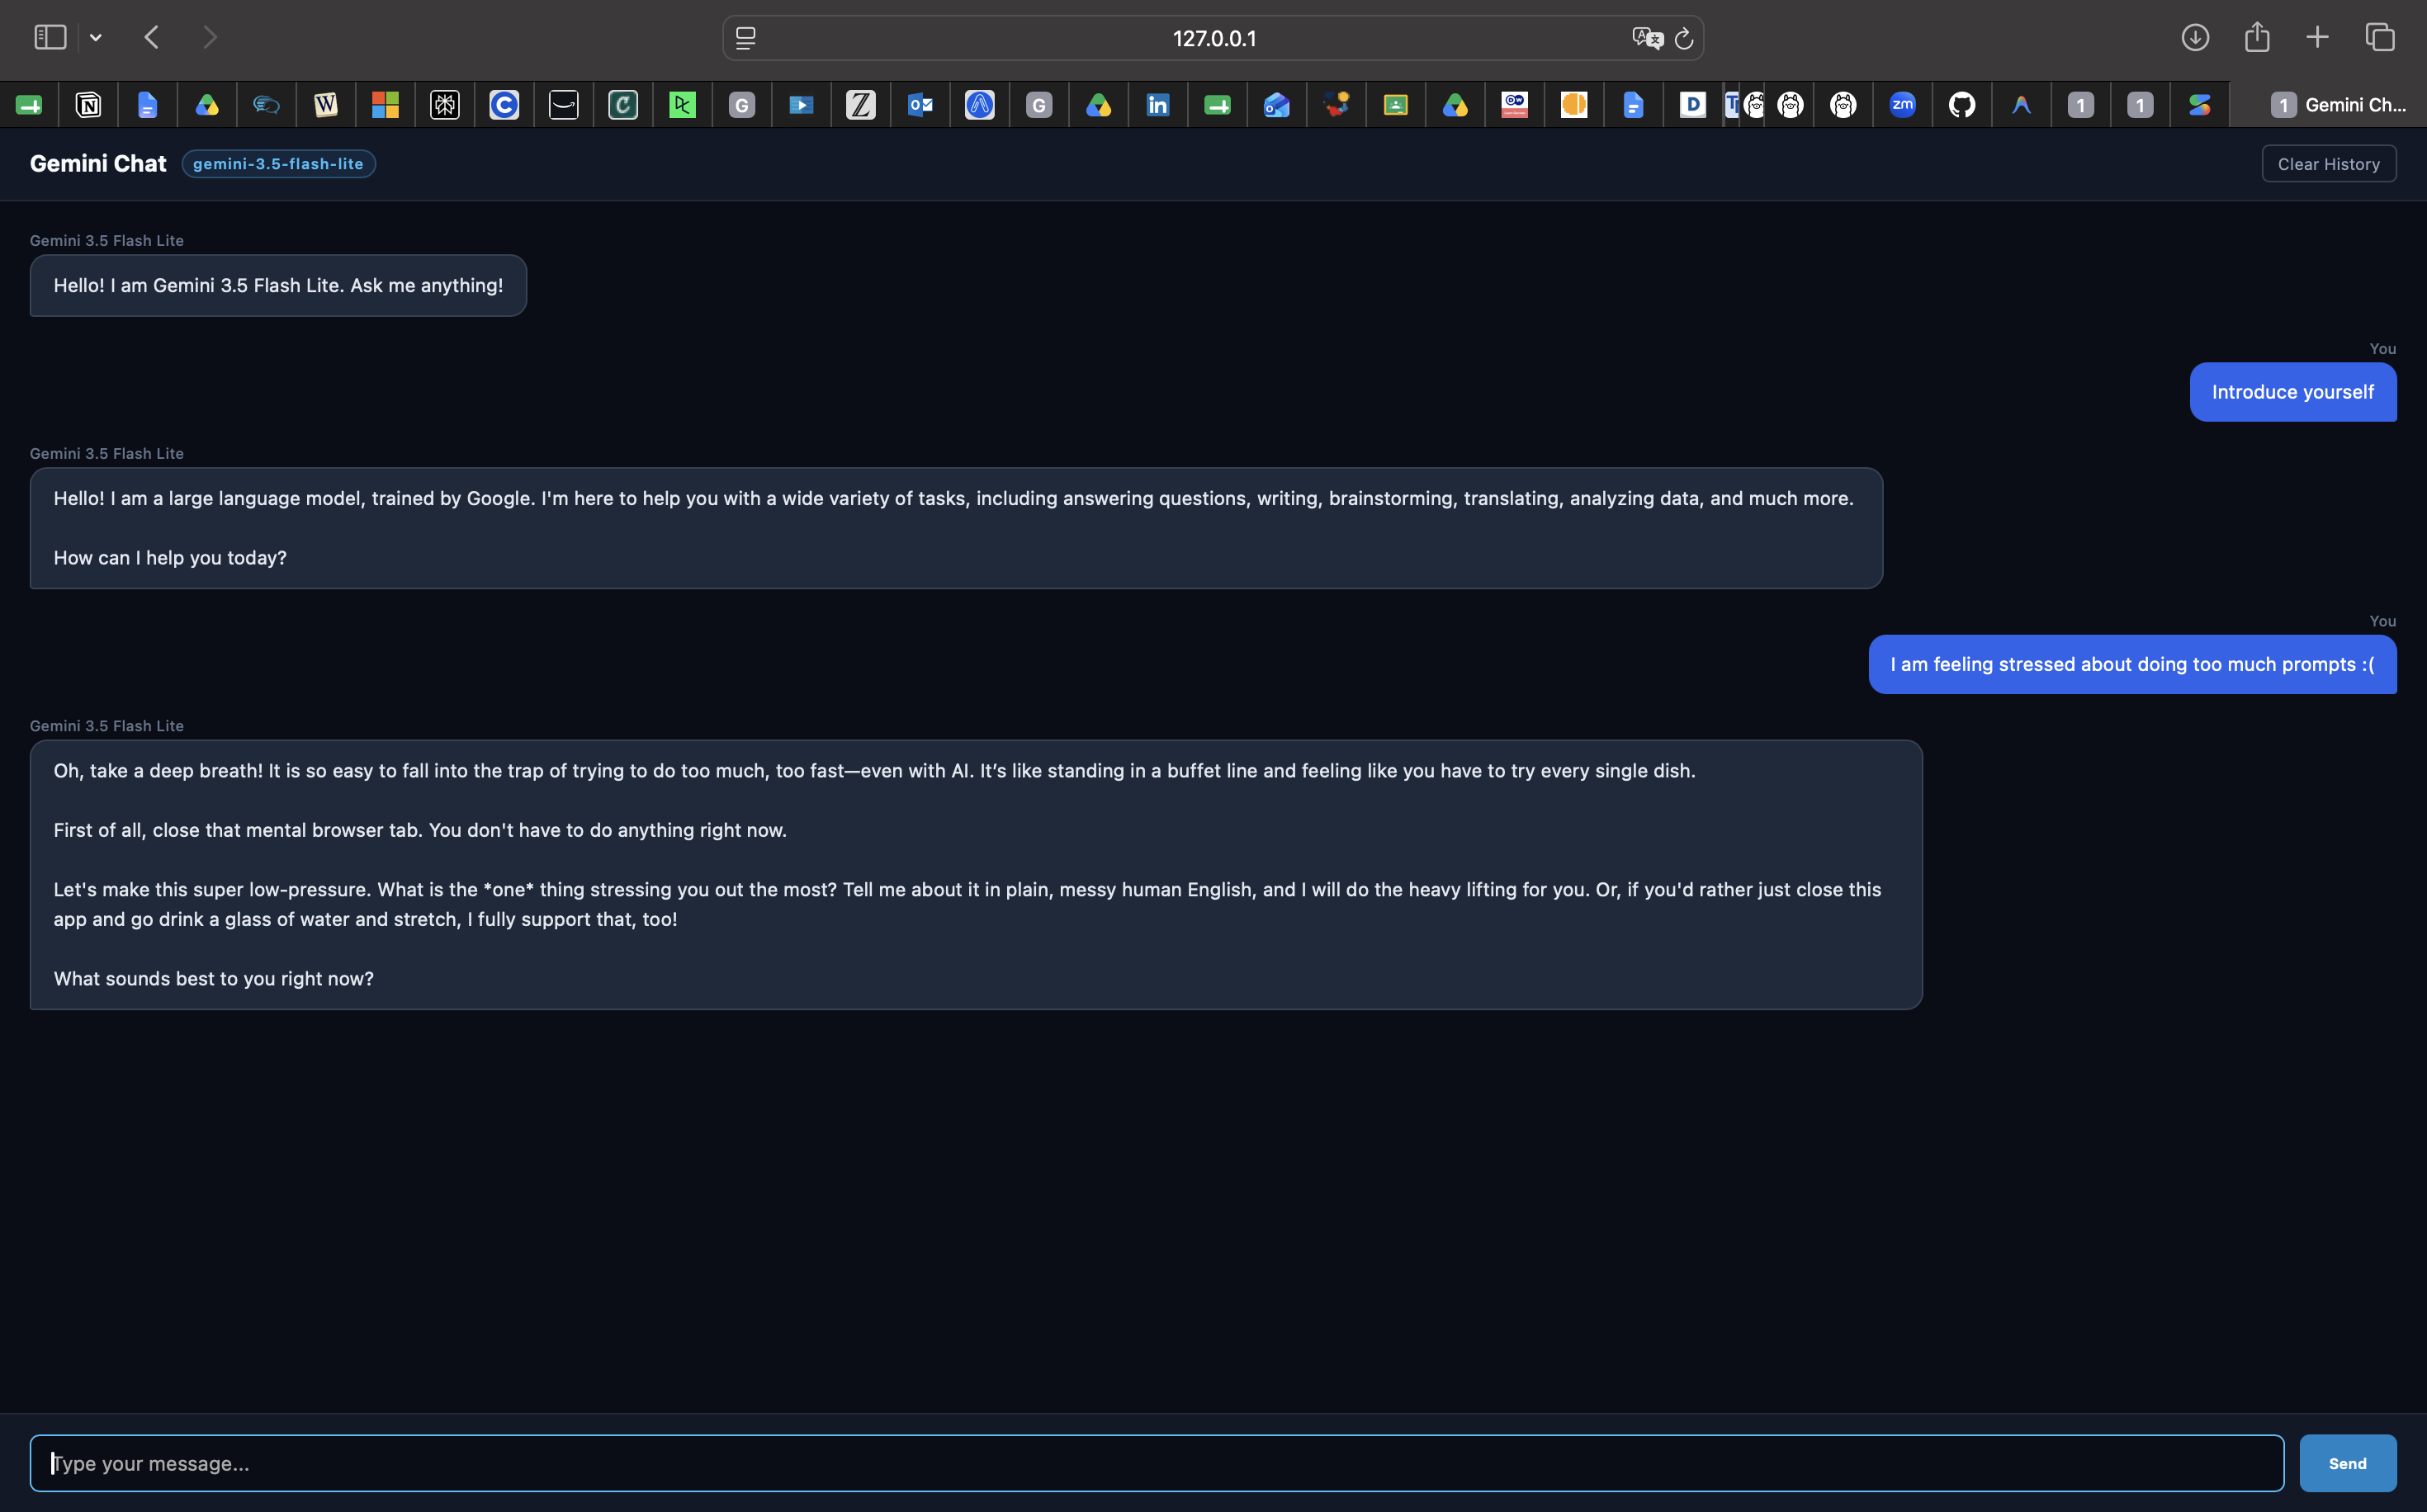 127.0.0.1
1
1
1 Gemini Ch...
Gemini Chat
gemini-3.5-flash-lite
Clear History
Gemini 3.5 Flash Lite
Hello! I am Gemini 3.5 Flash Lite. Ask me anything!
You
Introduce yourself
Gemini 3.5 Flash Lite
Hello! I am a large language model, trained by Google. I'm here to help you with a wide variety of tasks, including answering questions, writing, brainstorming, translating, analyzing data, and much more.
How can I help you today?
You
I am feeling stressed about doing too much prompts :(
Gemini 3.5 Flash Lite
Oh, take a deep breath! It is so easy to fall into the trap of trying to do too much, too fast—even with AI. It’s like standing in a buffet line and feeling like you have to try every single dish.
First of all, close that mental browser tab. You don't have to do anything right now.
Let's make this super low-pressure. What is the *one* thing stressing you out the most? Tell me about it in plain, messy human English, and I will do the heavy lifting for you. Or, if you'd rather just close this
app and go drink a glass of water and stretch, I fully support that, too!
What sounds best to you right now?
Type your message...
Send